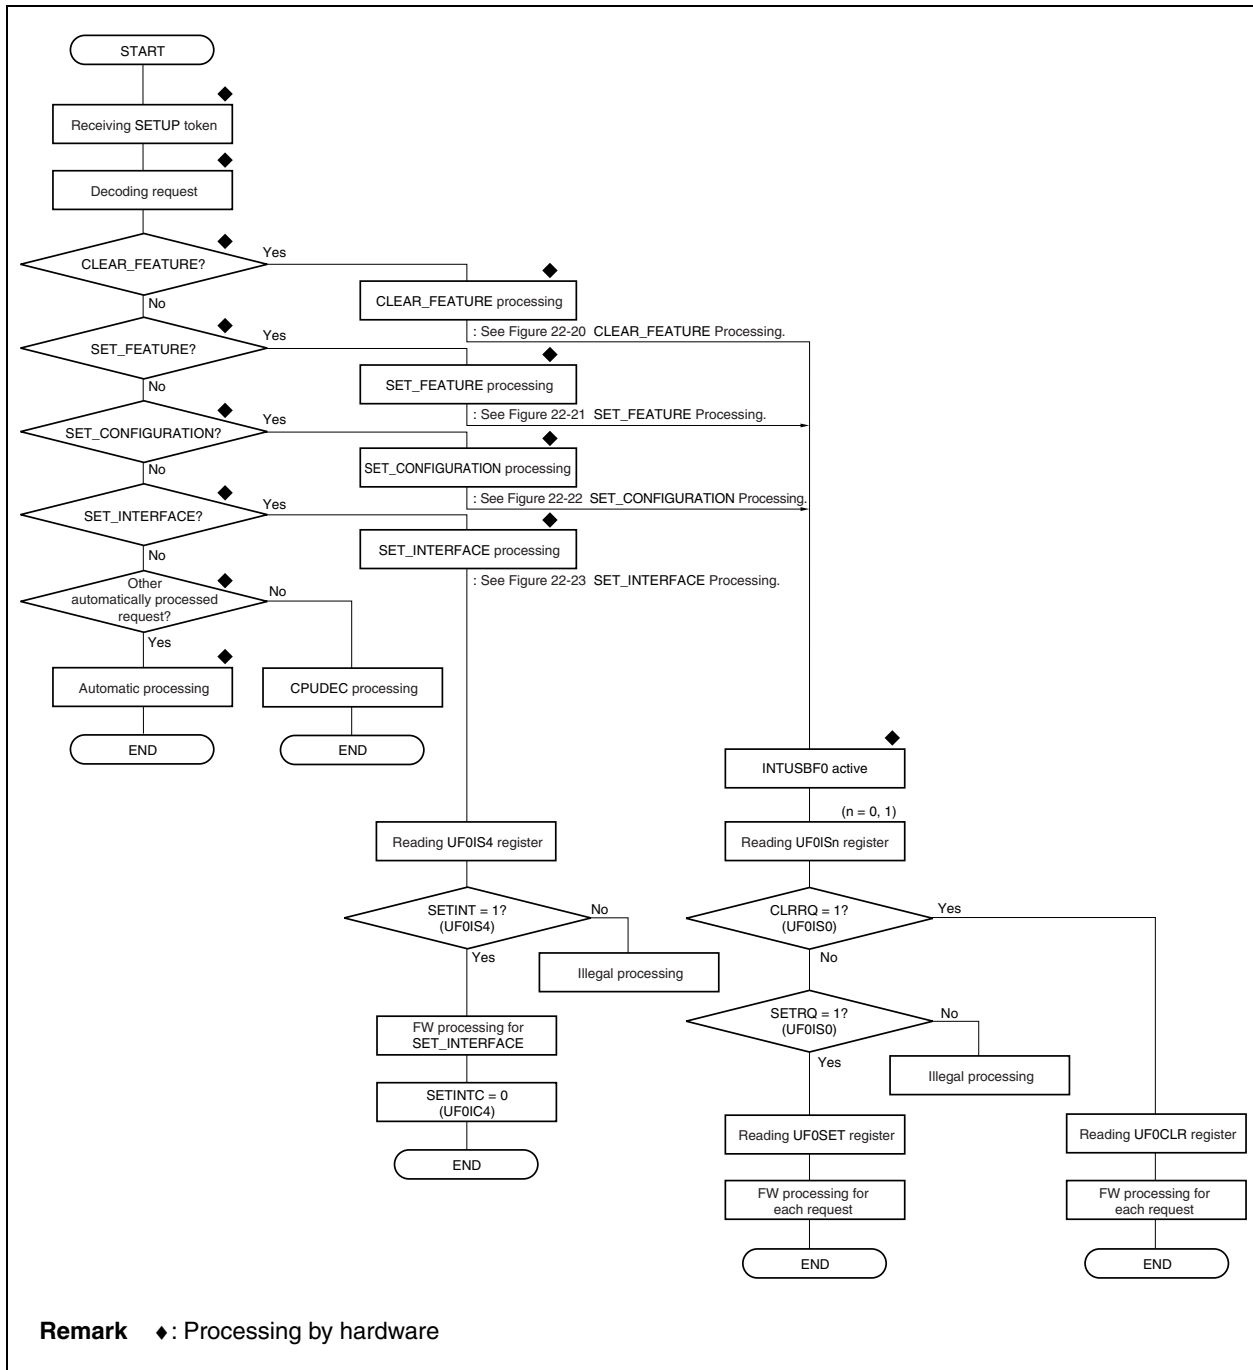 START
Receiving SETUP token
Decoding request
CLEAR_FEATURE?
Yes
No
CLEAR_FEATURE processing
: See Figure 22-20 CLEAR_FEATURE Processing.
SET_FEATURE?
Yes
No
SET_FEATURE processing
: See Figure 22-21 SET_FEATURE Processing.
SET_CONFIGURATION?
Yes
No
SET_CONFIGURATION processing
: See Figure 22-22 SET_CONFIGURATION Processing.
SET_INTERFACE?
Yes
No
SET_INTERFACE processing
: See Figure 22-23 SET_INTERFACE Processing.
Other
automatically processed
request?
No
Yes
Automatic processing
CPUDEC processing
END
END
INTUSBF0 active
(n = 0, 1)
Reading UF0IS4 register
Reading UF0ISn register
SETINT = 1?
(UF0IS4)
No
Yes
Illegal processing
CLRRQ = 1?
(UF0IS0)
Yes
No
SETRQ = 1?
(UF0IS0)
No
Yes
Illegal processing
FW processing for
SET_INTERFACE
SETINTC = 0
(UF0IC4)
END
Reading UF0SET register
Reading UF0CLR register
FW processing for
each request
FW processing for
each request
END
END
Remark ♦: Processing by hardware